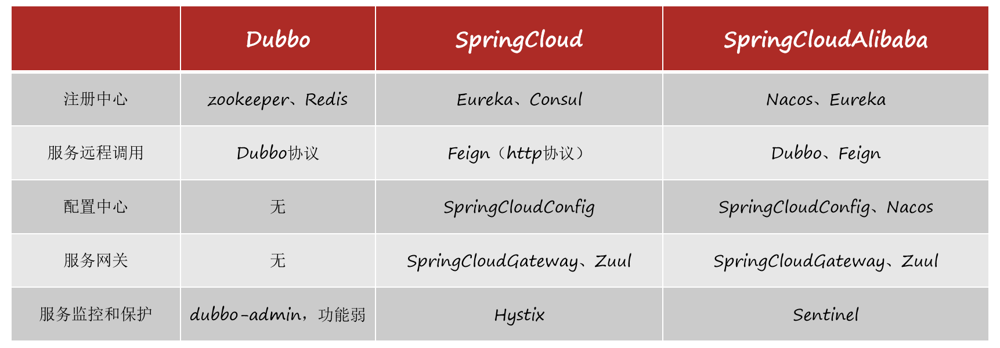 Dubbo SpringCloud SpringCloudAlibaba
注册中心 zookeeper、Redis Eureka、Consul Nacos、Eureka
服务远程调用 Dubbo协议 Feign（http协议） Dubbo、Feign
配置中心 无 SpringCloudConfig SpringCloudConfig、Nacos
服务网关 无 SpringCloudGateway、Zuul SpringCloudGateway、Zuul
服务监控和保护 dubbo-admin，功能弱 Hystix Sentinel